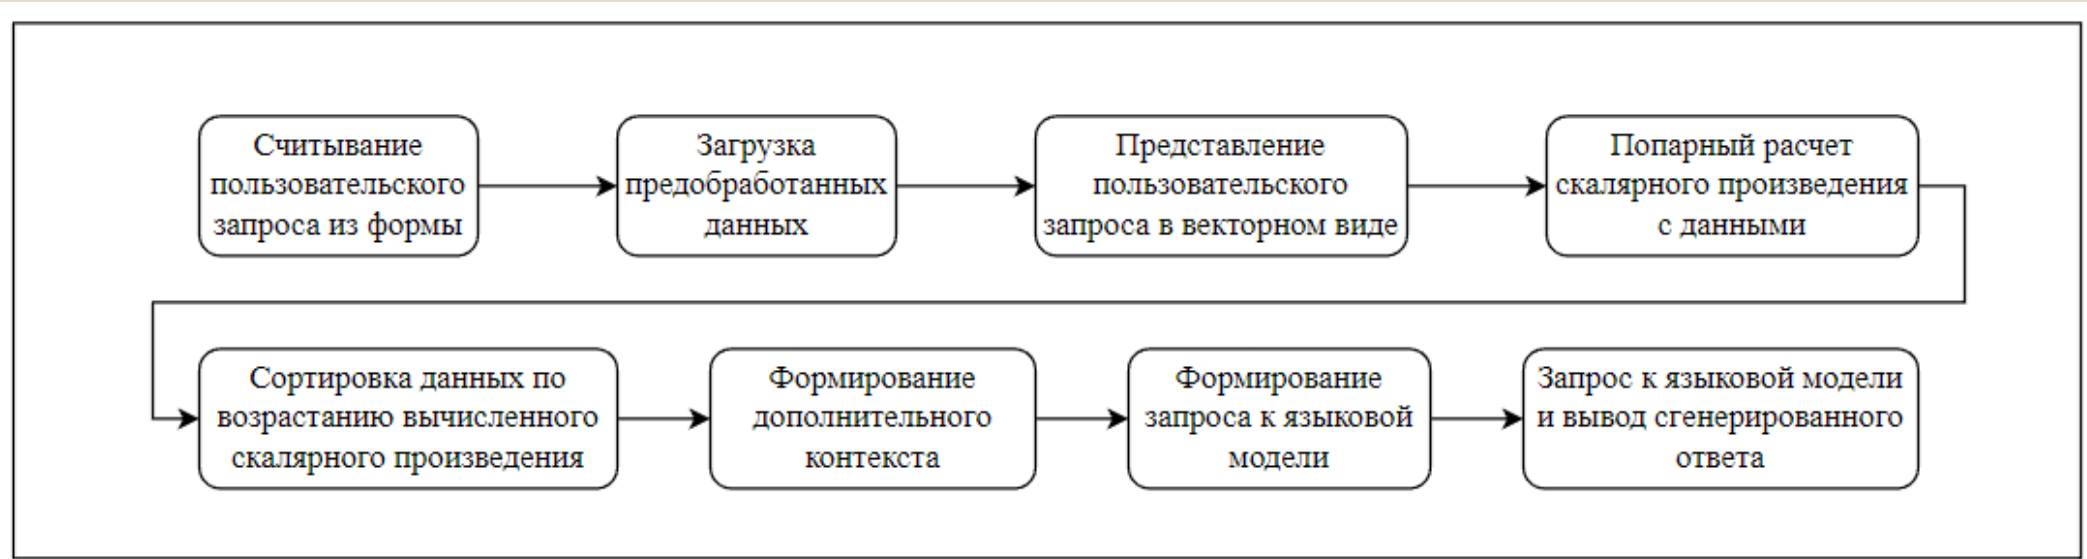 Считывание
пользовательского
запроса из формы
Загрузка
предобработанных
данных
Представление
пользовательского
запроса в векторном виде
Попарный расчет
скалярного произведения
с данными
Сортировка данных по
возрастанию вычисленного
скалярного произведения
Формирование
дополнительного
контекста
Формирование
запроса к языковой
модели
Запрос к языковой модели
и вывод сгенерированного
ответа